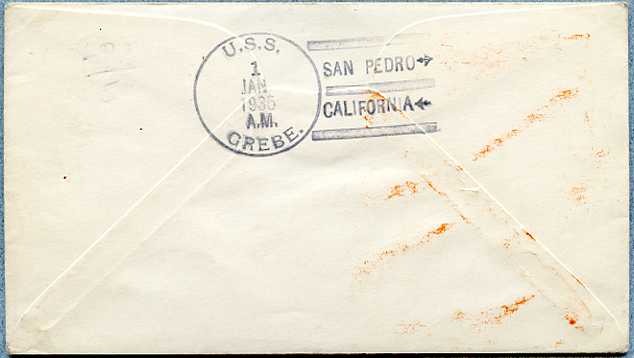 U.S.S.
1
JAN.
1936
A.M.
GREBE.
SAN PEDRO
CALIFORNIA